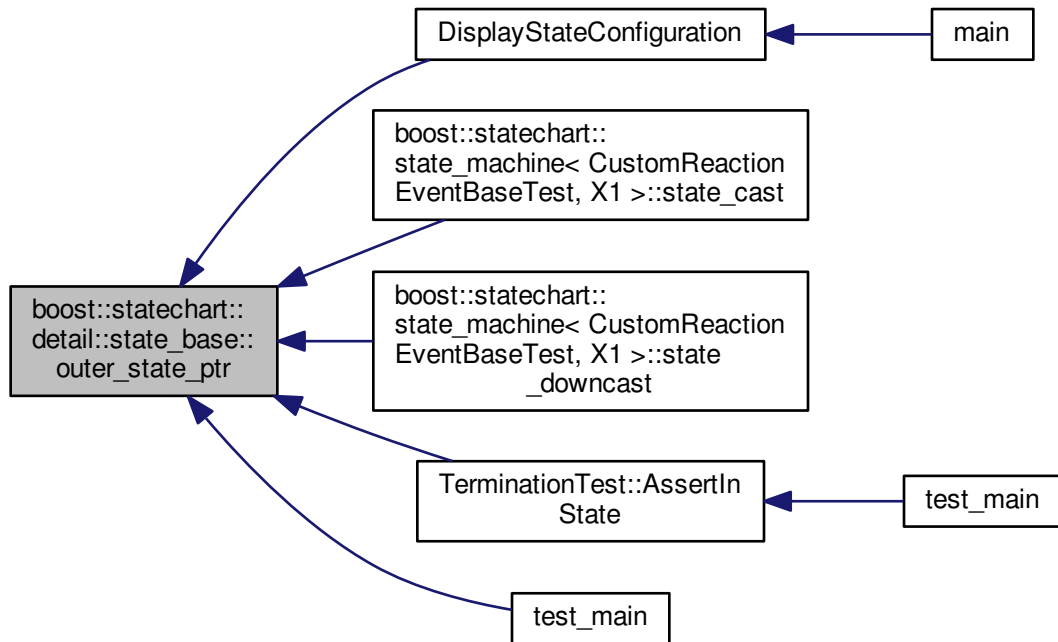 DisplayStateConfiguration
main
boost::statechart::
state_machine< CustomReaction
EventBaseTest, X1 >::state_cast
boost::statechart::
detail::state_base::
outer_state_ptr
boost::statechart::
state_machine< CustomReaction
EventBaseTest, X1 >::state
_downcast
TerminationTest::AssertIn
State
test_main
test_main